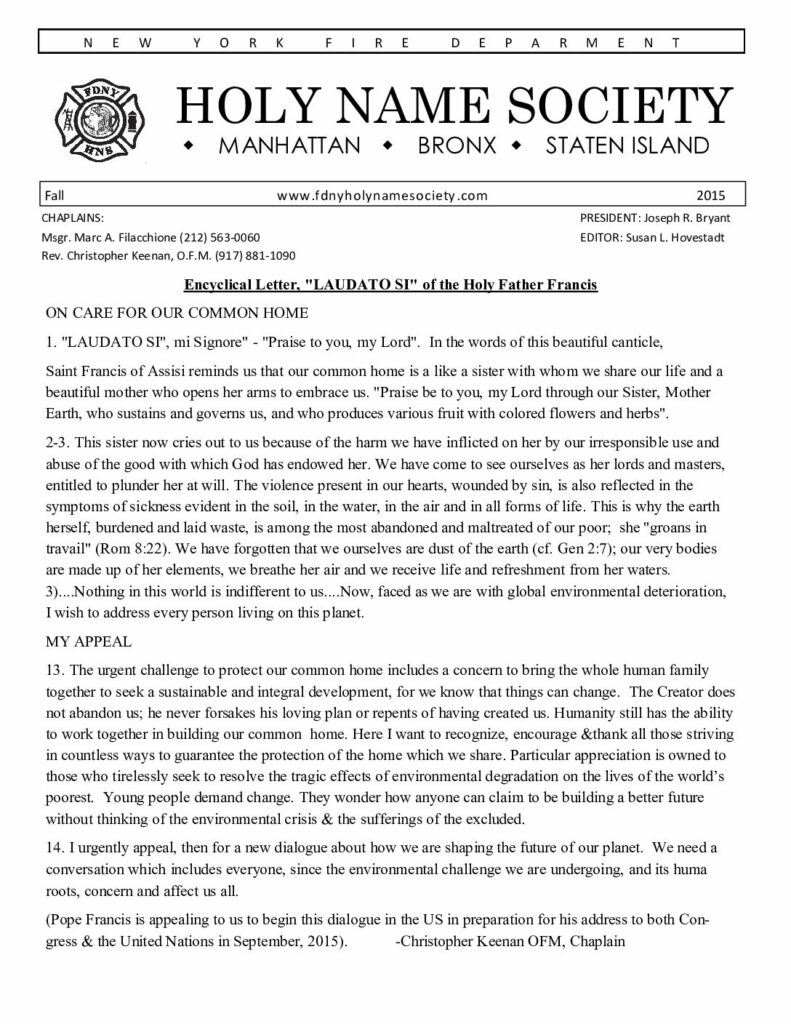 NEW YORK FIRE DEPARMENT
FDNY
HNS
HOLY NAME SOCIETY
◆ MANHATTAN ◆ BRONX ◆ STATEN ISLAND
Fall www.fdnyholynamesociety.com 2015
CHAPLAINS: PRESIDENT: Joseph R. Bryant
Msgr. Marc A. Filacchione (212) 563-0060 EDITOR: Susan L. Hovestadt
Rev. Christopher Keenan, O.F.M. (917) 881-1090
Encyclical Letter, "LAUDATO SI" of the Holy Father Francis
ON CARE FOR OUR COMMON HOME
1. "LAUDATO SI", mi Signore" - "Praise to you, my Lord".  In the words of this beautiful canticle,
Saint Francis of Assisi reminds us that our common home is a like a sister with whom we share our life and a
beautiful mother who opens her arms to embrace us. "Praise be to you, my Lord through our Sister, Mother
Earth, who sustains and governs us, and who produces various fruit with colored flowers and herbs".
2-3. This sister now cries out to us because of the harm we have inflicted on her by our irresponsible use and
abuse of the good with which God has endowed her. We have come to see ourselves as her lords and masters,
entitled to plunder her at will. The violence present in our hearts, wounded by sin, is also reflected in the
symptoms of sickness evident in the soil, in the water, in the air and in all forms of life. This is why the earth
herself, burdened and laid waste, is among the most abandoned and maltreated of our poor;  she "groans in
travail" (Rom 8:22). We have forgotten that we ourselves are dust of the earth (cf. Gen 2:7); our very bodies
are made up of her elements, we breathe her air and we receive life and refreshment from her waters.
3)....Nothing in this world is indifferent to us....Now, faced as we are with global environmental deterioration,
I wish to address every person living on this planet.
MY APPEAL
13. The urgent challenge to protect our common home includes a concern to bring the whole human family
together to seek a sustainable and integral development, for we know that things can change.  The Creator does
not abandon us; he never forsakes his loving plan or repents of having created us. Humanity still has the ability
to work together in building our common  home. Here I want to recognize, encourage &thank all those striving
in countless ways to guarantee the protection of the home which we share. Particular appreciation is owned to
those who tirelessly seek to resolve the tragic effects of environmental degradation on the lives of the world's
poorest.  Young people demand change. They wonder how anyone can claim to be building a better future
without thinking of the environmental crisis & the sufferings of the excluded.
14. I urgently appeal, then for a new dialogue about how we are shaping the future of our planet.  We need a
conversation which includes everyone, since the environmental challenge we are undergoing, and its huma
roots, concern and affect us all.
(Pope Francis is appealing to us to begin this dialogue in the US in preparation for his address to both Con-
gress & the United Nations in September, 2015). -Christopher Keenan OFM, Chaplain